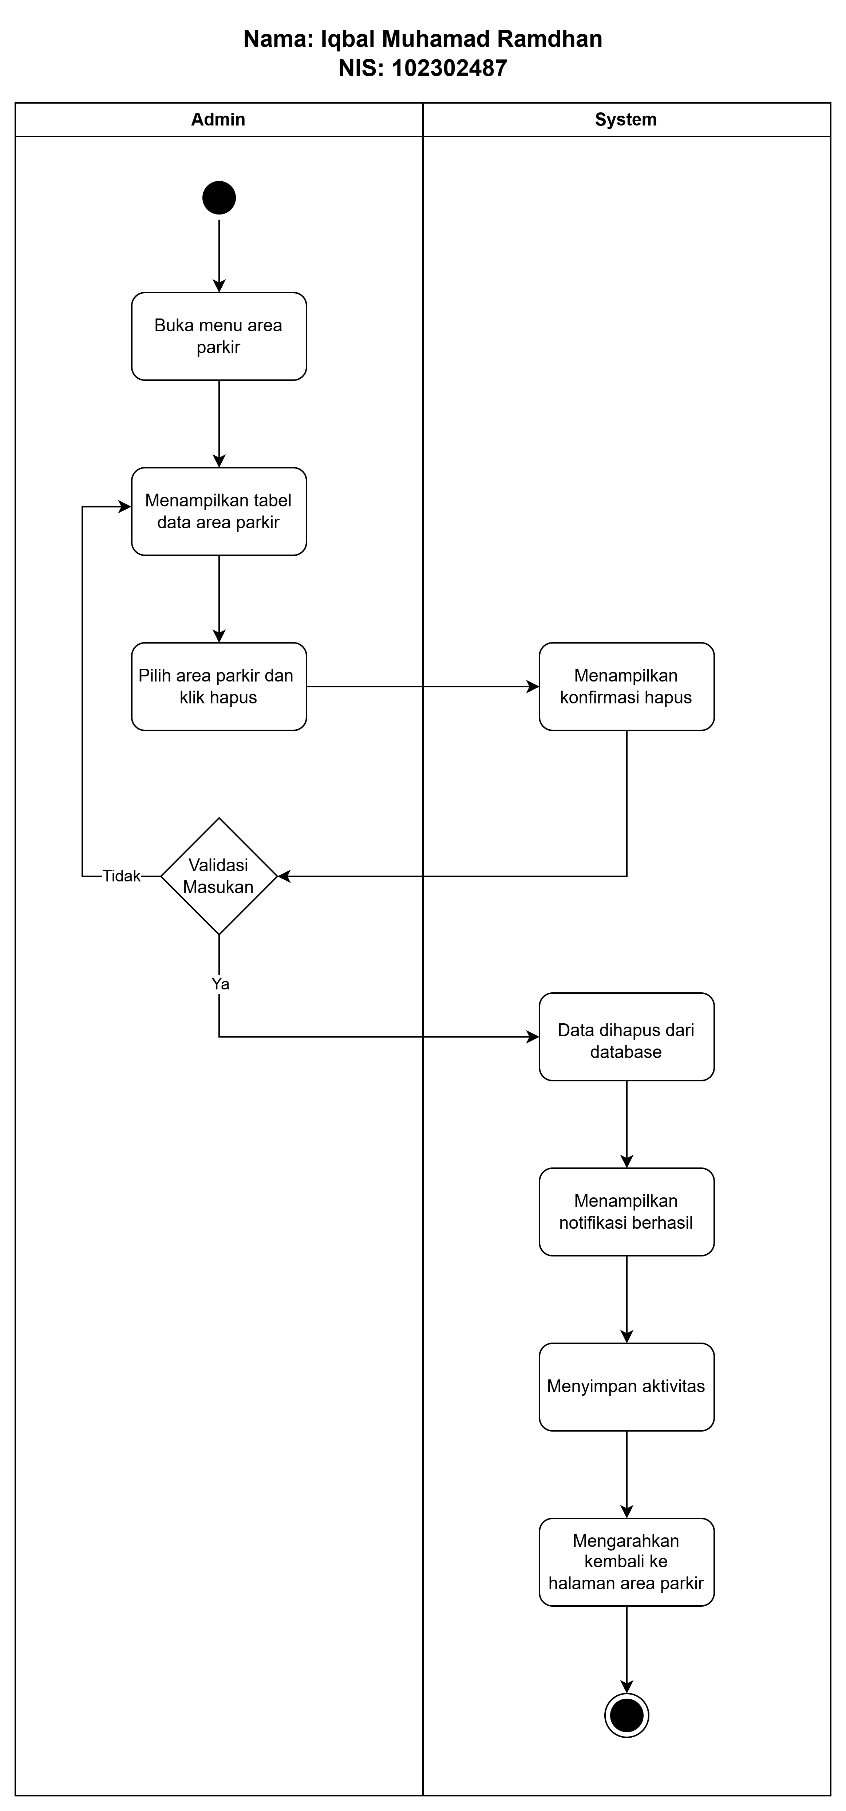 Nama: Iqbal Muhamad Ramdhan
NIS: 102302487
Admin
System
Buka menu area
parkir
Menampilkan tabel
data area parkir
Pilih area parkir dan
klik hapus
Menampilkan
konfirmasi hapus
Validasi
Masukan
Tidak
Ya
Data dihapus dari
database
Menampilkan
notifikasi berhasil
Menyimpan aktivitas
Mengarahkan
kembali ke
halaman area parkir